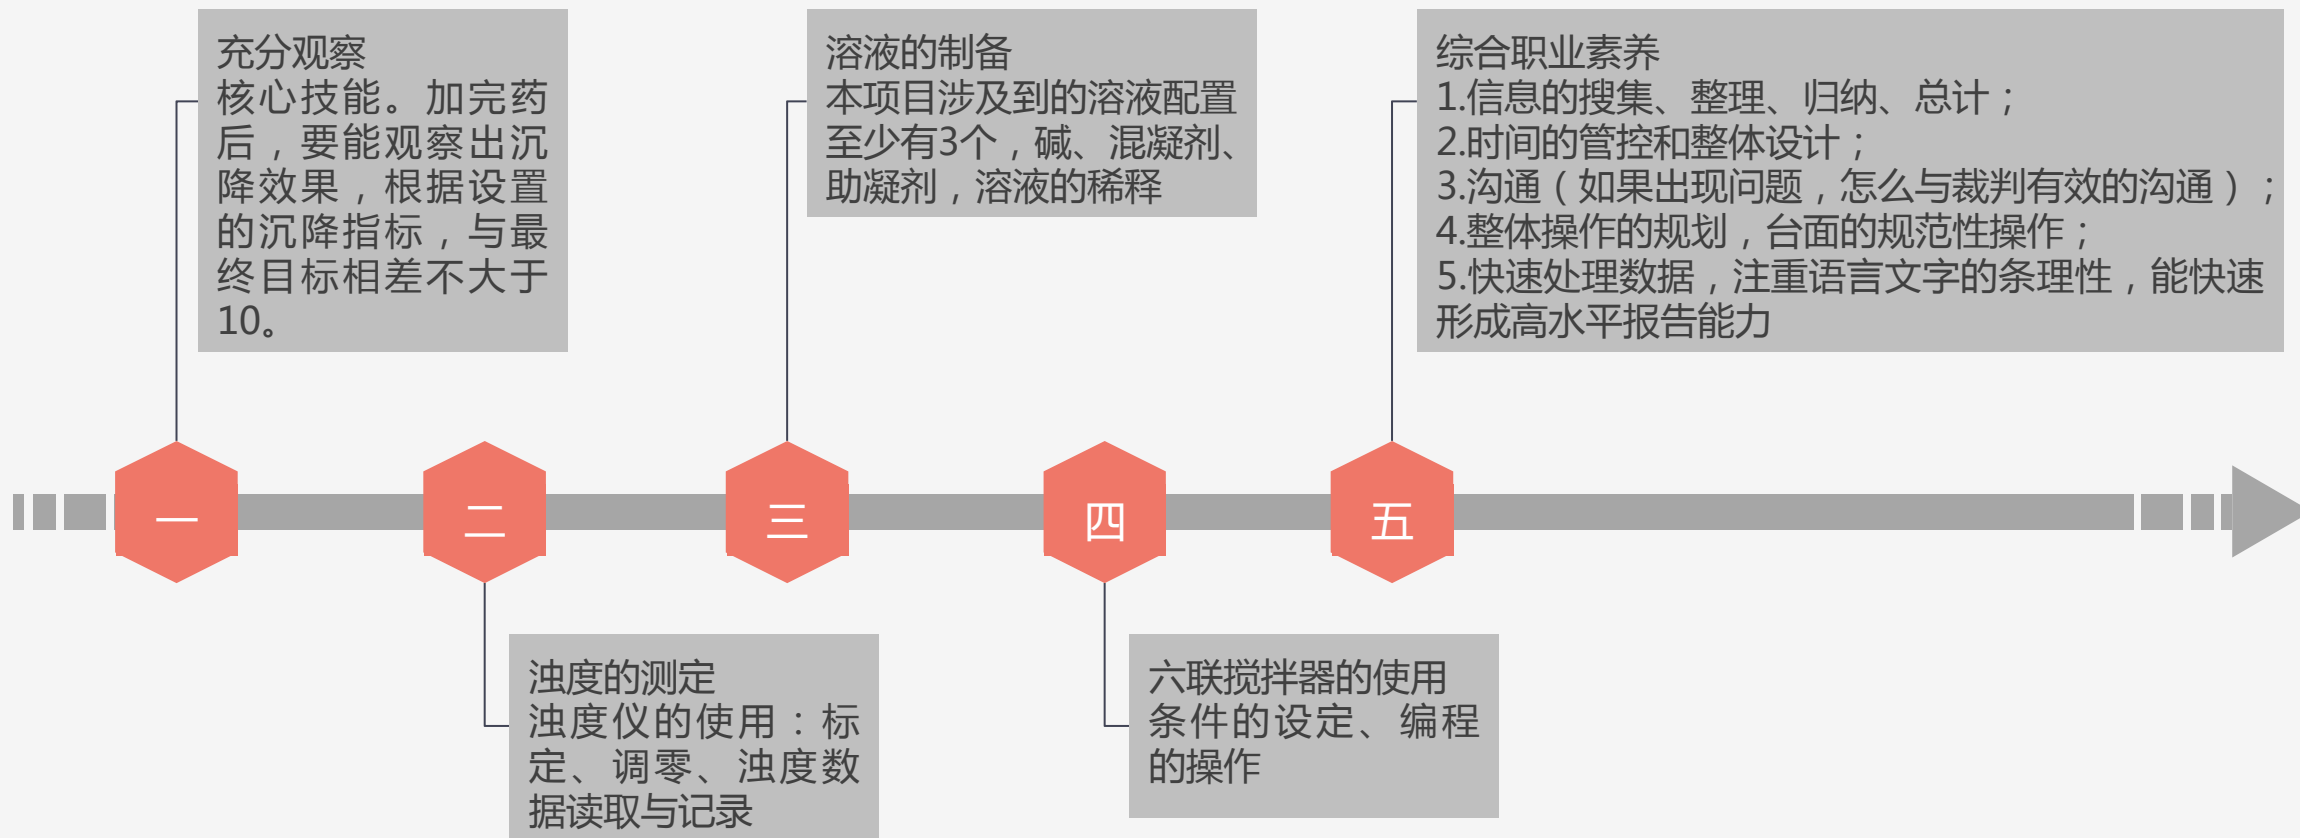 充分观察
核心技能。加完药
后，要能观察出沉
降效果，根据设置
的沉降指标，与最
终目标相差不大于
10。
溶液的制备
本项目涉及到的溶液配置
至少有3个，碱、混凝剂、
助凝剂，溶液的稀释
综合职业素养
1.信息的搜集、整理、归纳、总计；
2.时间的管控和整体设计；
3.沟通（如果出现问题，怎么与裁判有效的沟通）；
4.整体操作的规划，台面的规范性操作；
5.快速处理数据，注重语言文字的条理性，能快速
形成高水平报告能力
一
二
三
四
五
浊度的测定
浊度仪的使用：标
定、调零、浊度数
据读取与记录
六联搅拌器的使用
条件的设定、编程
的操作